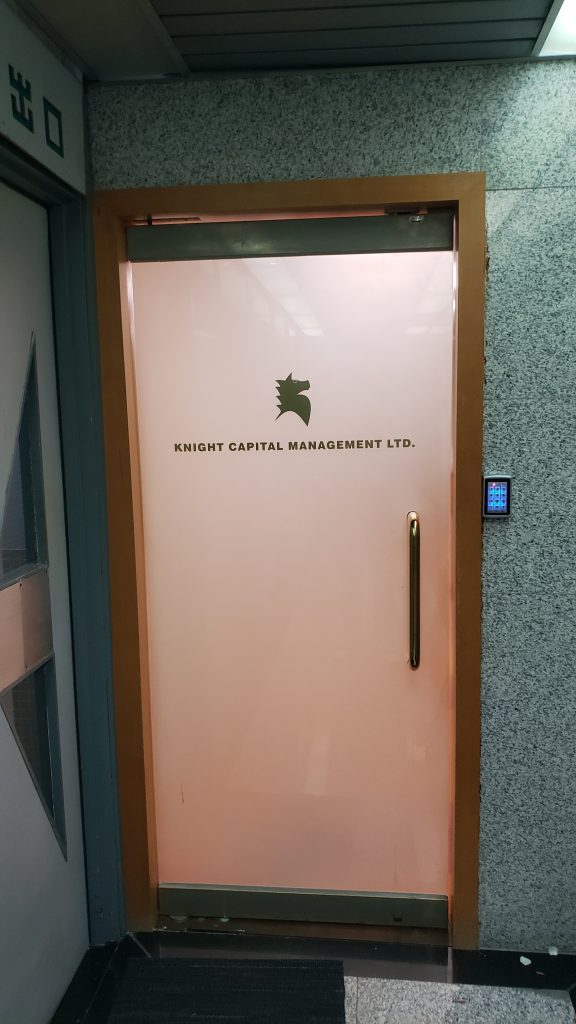 出口
KNIGHT CAPITAL MANAGEMENT LTD.